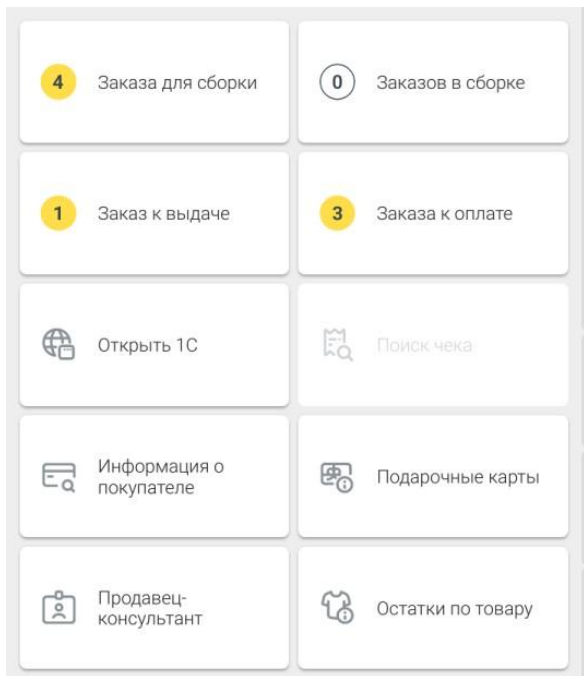 4 Заказа для сборки
0 Заказов в сборке
1 Заказ к выдаче
3 Заказа к оплате
Открыть 1С
Поиск чека
Информация о
покупателе
Подарочные карты
Продавец-
консультант
Остатки по товару